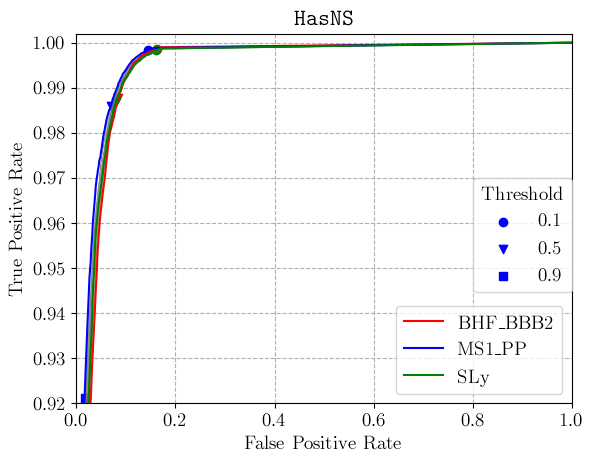 HasNS
True Positive Rate
1.00
0.99
0.98
0.97
0.96
0.95
0.94
0.93
0.92
Threshold
0.1
0.5
0.9
BHF_BBB2
MS1_PP
SLy
0.0
0.2
0.4
0.6
0.8
1.0
False Positive Rate